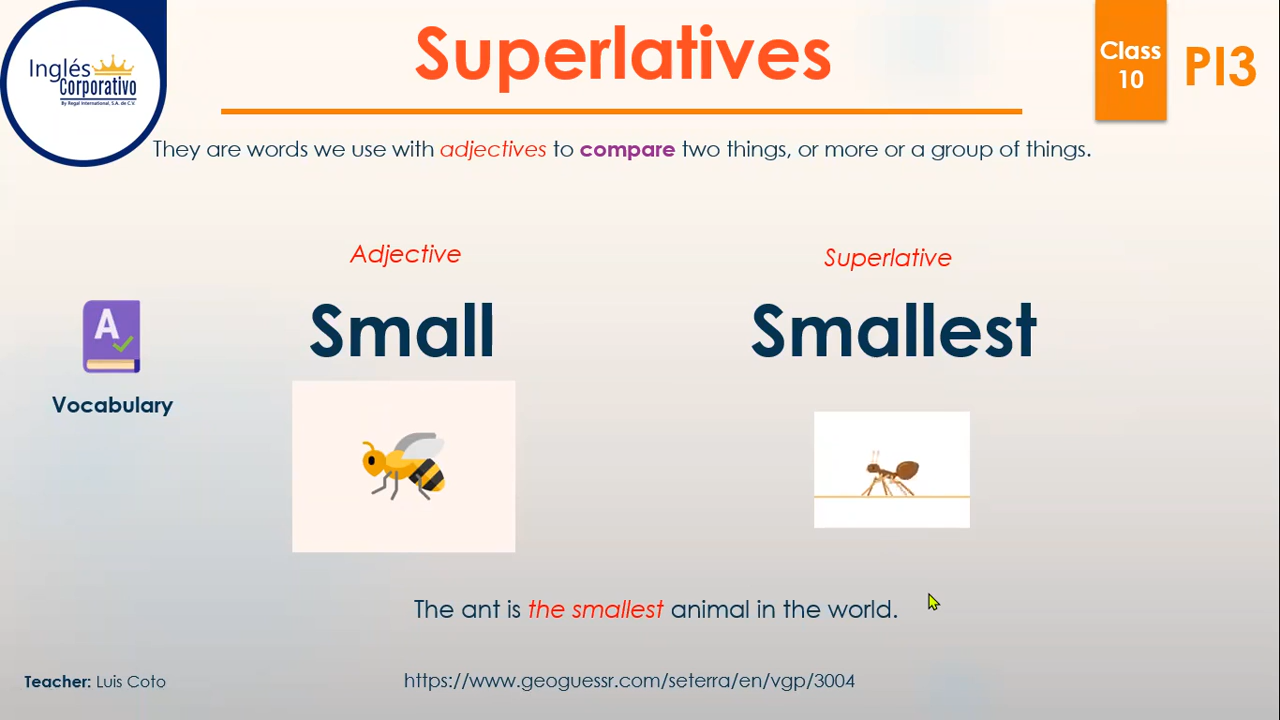 Inglés
Corporativo
By Regal International, S.A. de C.V.
Superlatives
Class
10
PI3
They are words we use with adjectives to compare two things, or more or a group of things.
Adjective
Superlative
Small
Smallest
A
Vocabulary
The ant is the smallest animal in the world.
Teacher: Luis Coto
https://www.geoguessr.com/seterra/en/vgp/3004